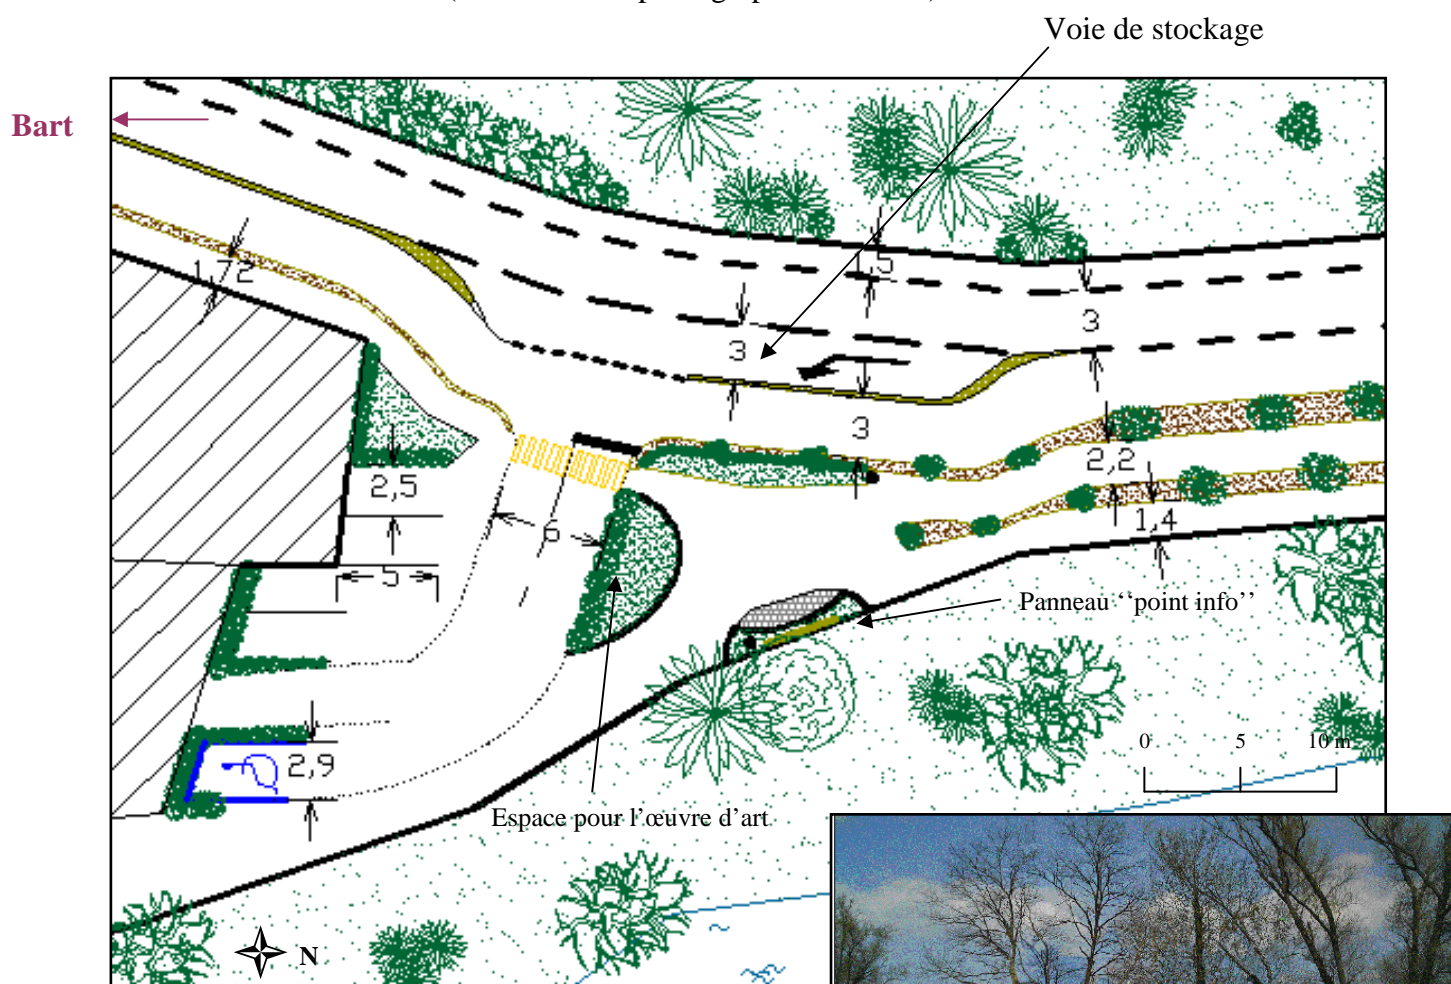 Voie de stockage
Bart
1,72
1,5
3
3
3
2,2
2,5
1,4
6
5
Panneau ‘‘point info’’
0 5 10 m
2,9
Espace pour l’œuvre d’art
N